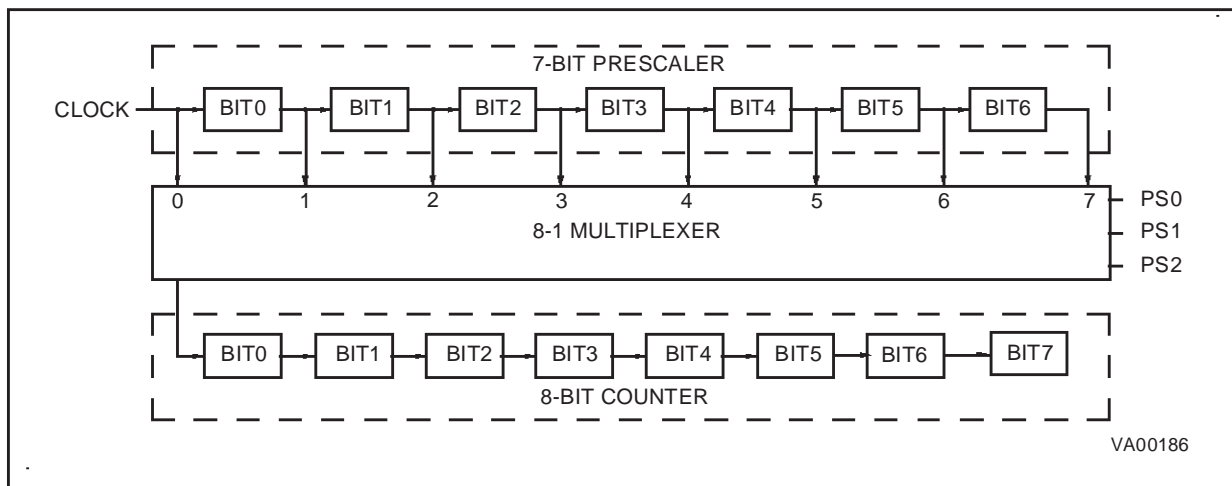 7-BIT PRESCALER
CLOCK BIT0 BIT1 BIT2 BIT3 BIT4 BIT5 BIT6
0 1 2 3 4 5 6 7
PS0
8-1 MULTIPLEXER PS1
PS2
BIT0 BIT1 BIT2 BIT3 BIT4 BIT5 BIT6 BIT7
8-BIT COUNTER
VA00186